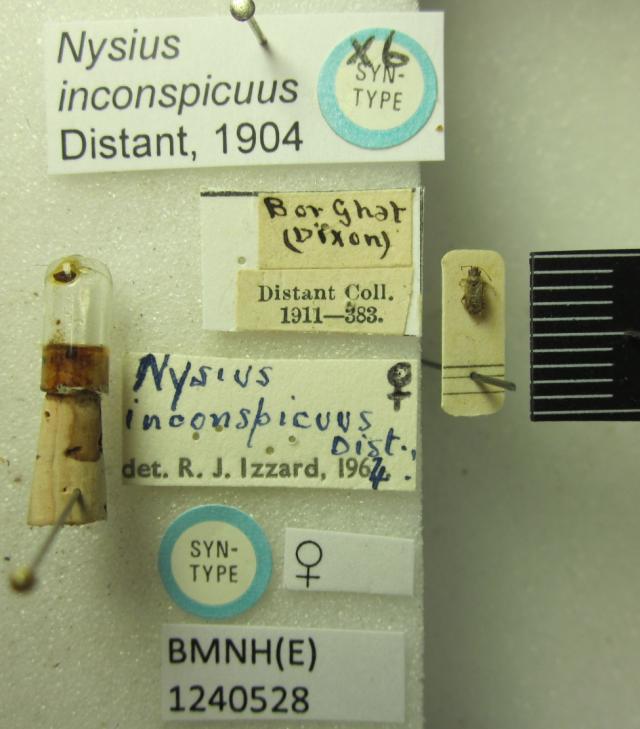 Nysius
inconspicuus
Distant, 1904
X6
SYN-
TYPE
Bor Ghat
(Dixon)
Distant Coll.
1911—383.
Nysius ♀
inconspicuus
Dist.,
det. R. J. Izzard, 1964.
SYN-
TYPE
♀
BMNH(E)
1240528